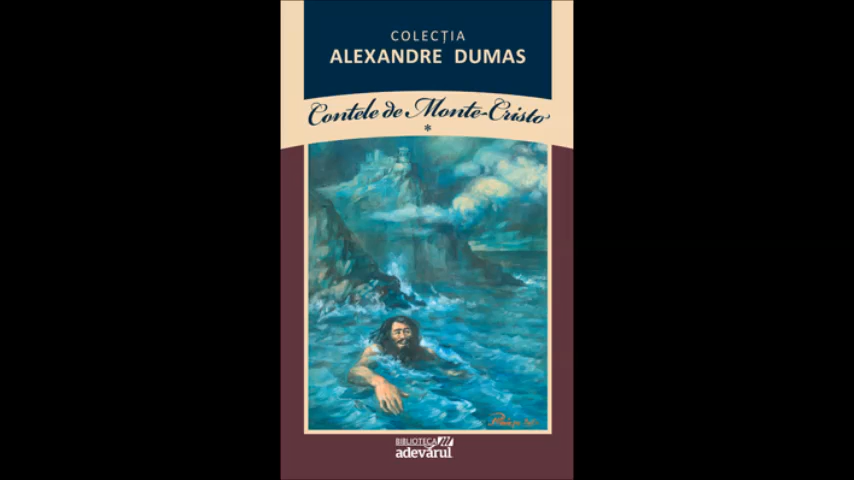 COLECȚIA
ALEXANDRE DUMAS
Contele de Monte-Cristo
*
BIBLIOTECA
adevărul